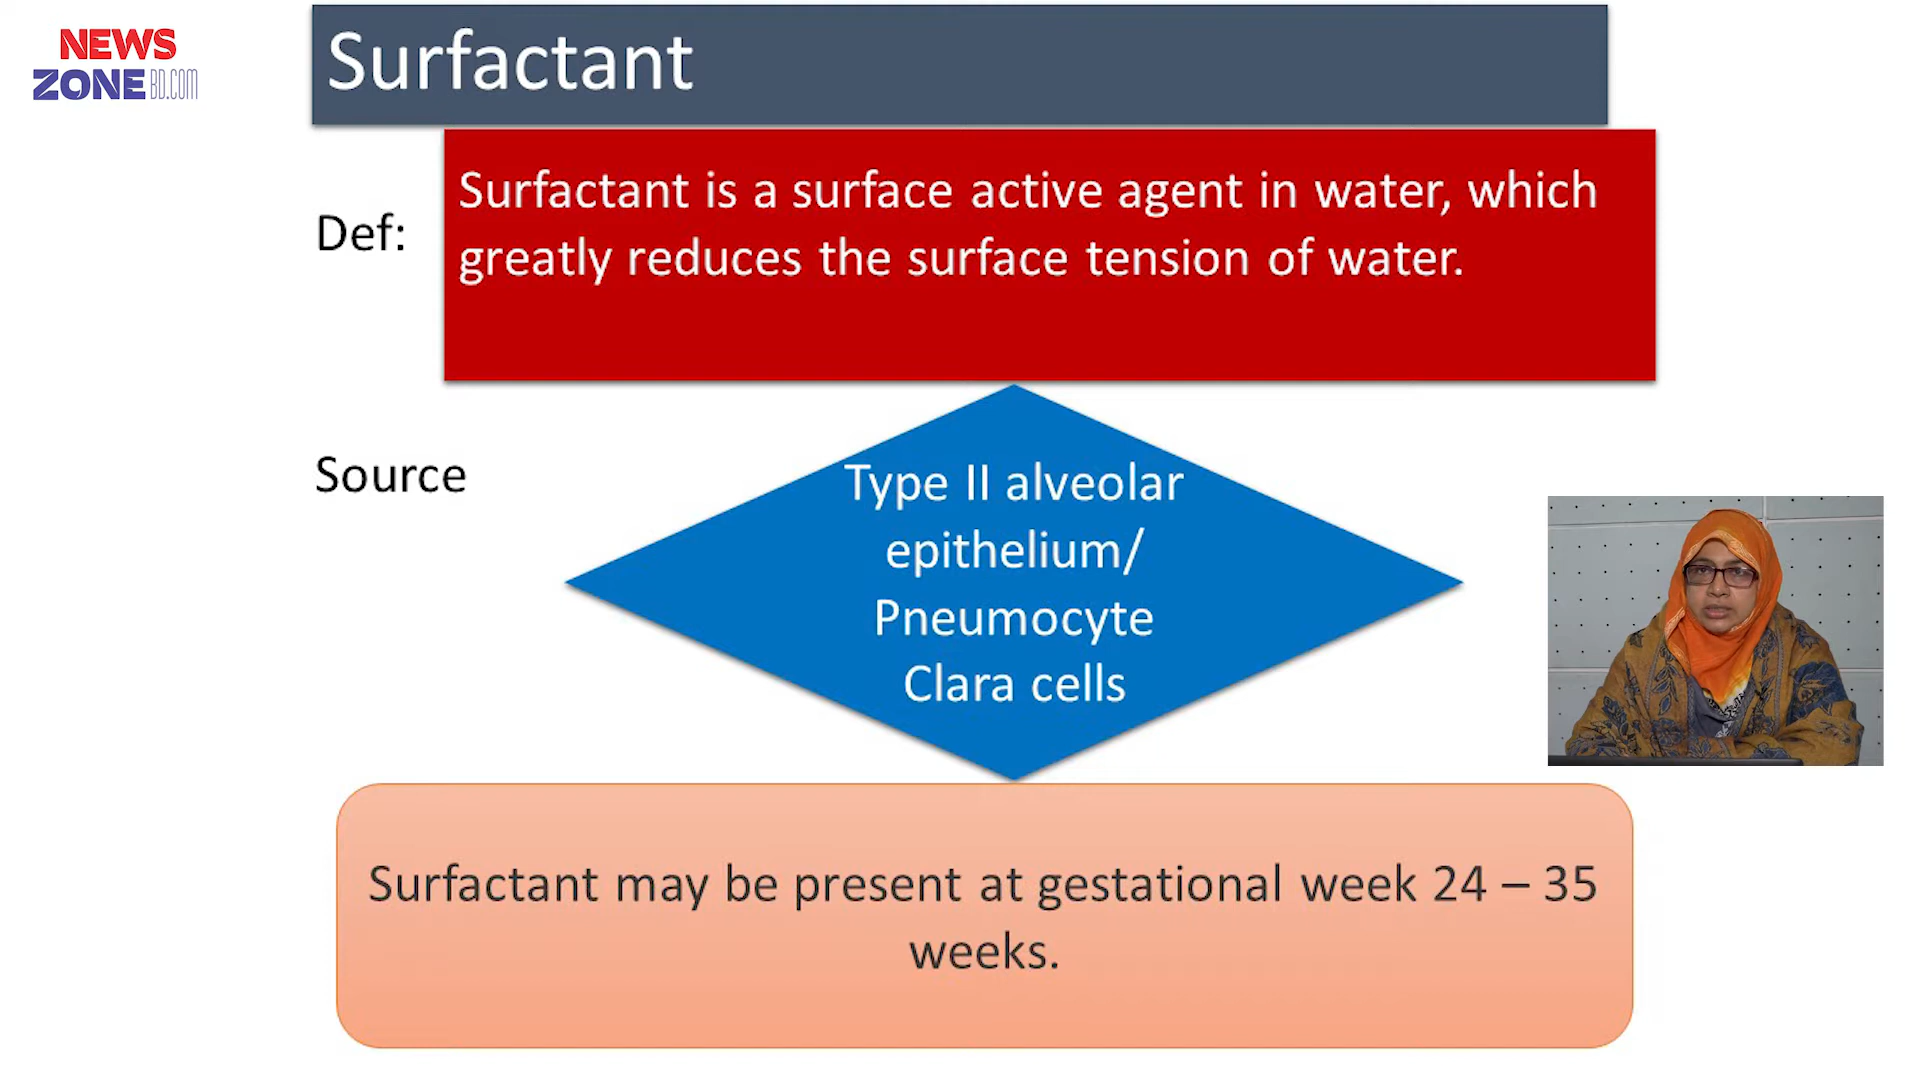 NEWS
ZONE BD.COM
Surfactant
Def:
Surfactant is a surface active agent in water, which
greatly reduces the surface tension of water.
Source
Type II alveolar
epithelium/
Pneumocyte
Clara cells
Surfactant may be present at gestational week 24 – 35
weeks.